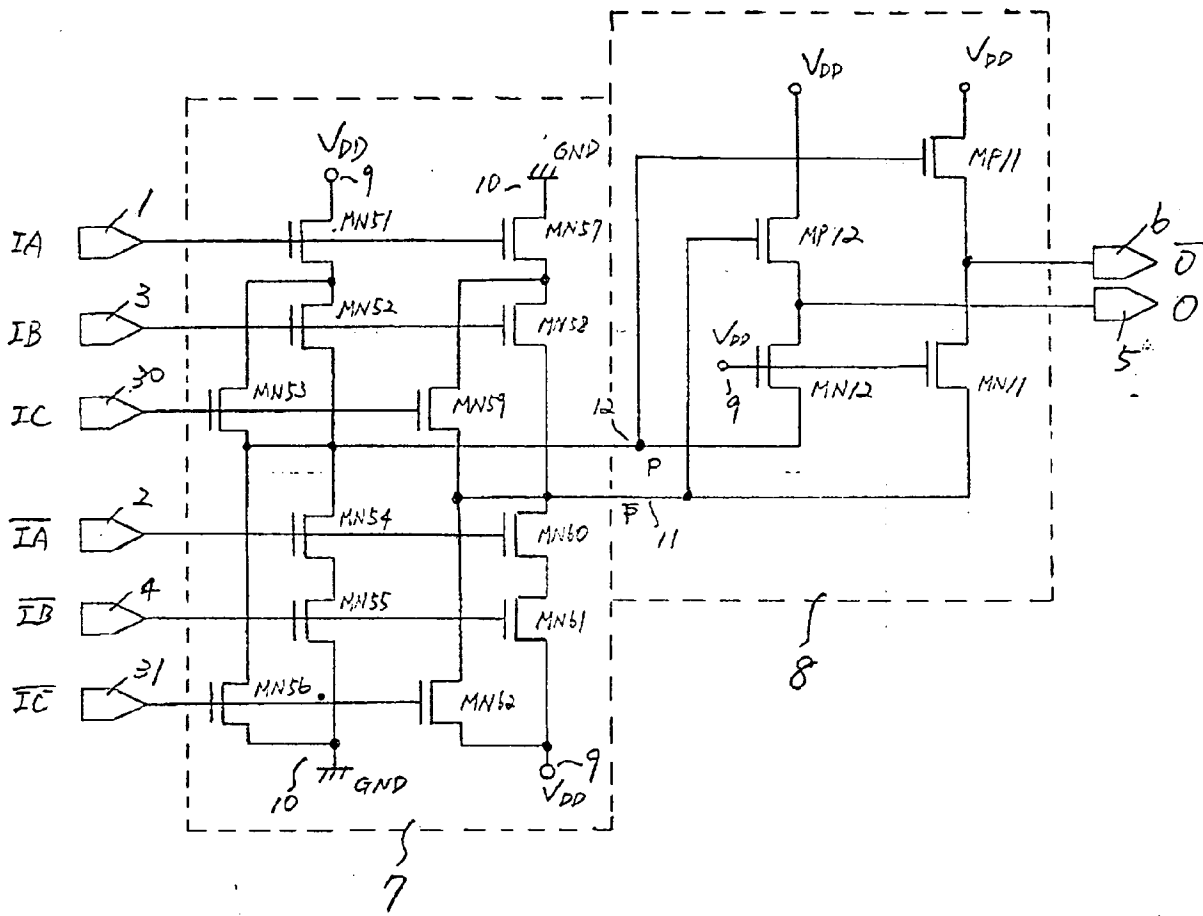 VDD
VDD
VDD
9
GND
10
1
IA
MN51
MN57
MP11
MP12
6
O̅
3
IB
MN52
MN58
O
5
30
IC
MN53
MN59
VDD
9
MN12
MN11
12
P
P̅
11
2
I̅A̅
MN54
MN60
4
I̅B̅
MN55
MN61
8
31
I̅C̅
MN56
MN62
10
GND
9
VDD
7